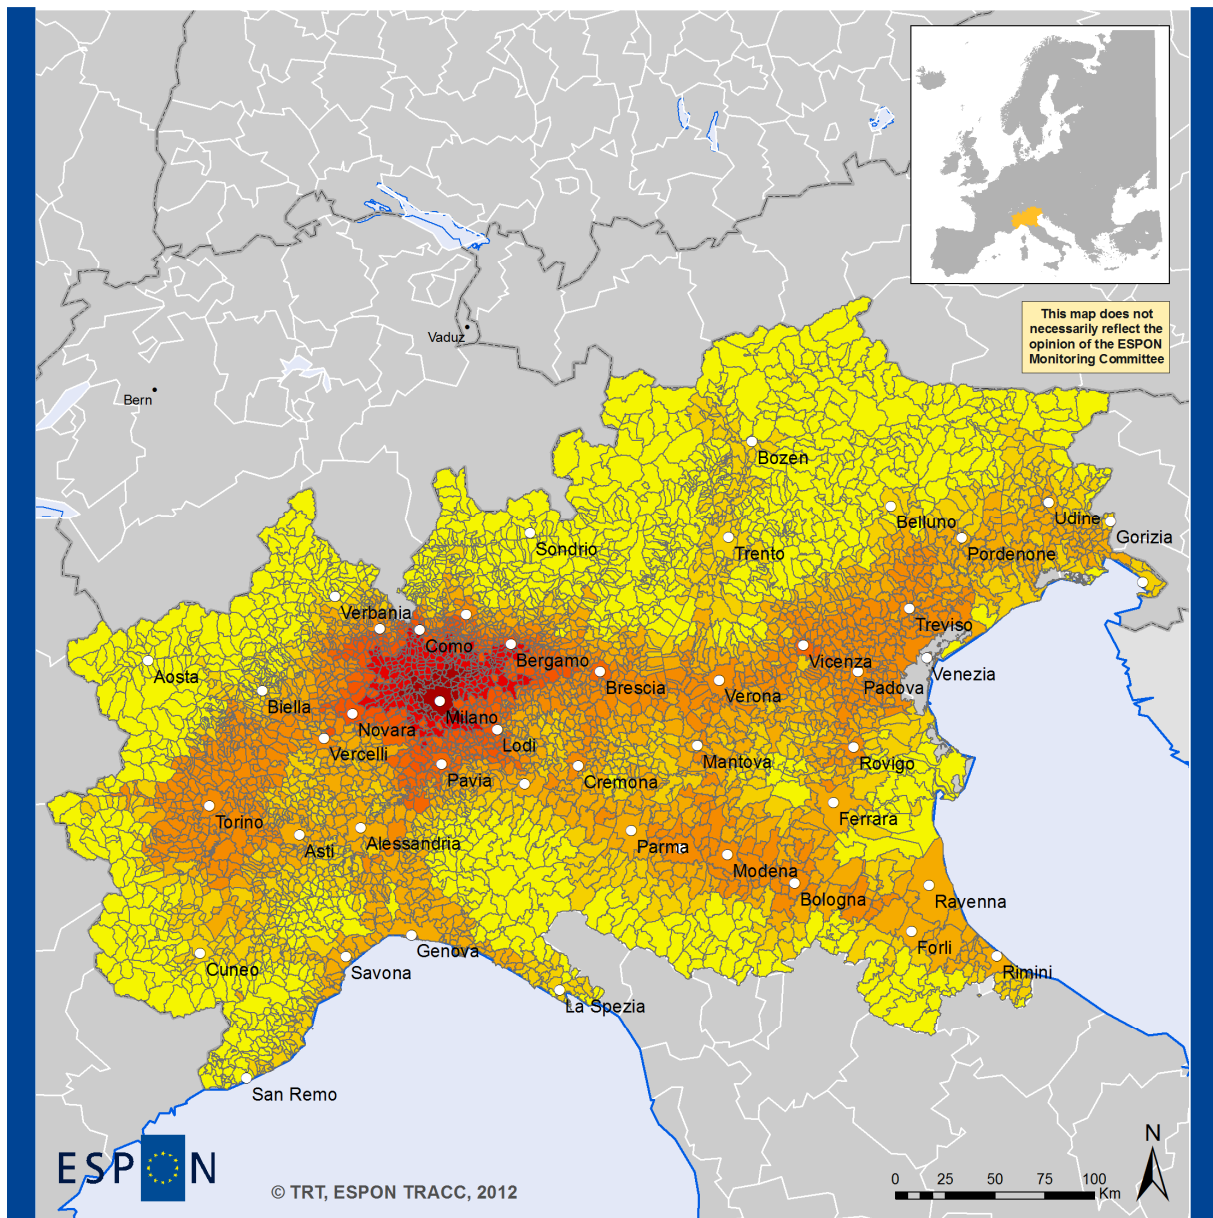 This map does not
necessarily reflect the
opinion of the ESPON
Monitoring Committee
Vaduz
Bern
Bozen
Belluno
Udine
Gorizia
Sondrio
Trento
Pordenone
Verbania
Treviso
Como
Bergamo
Vicenza
Venezia
Aosta
Brescia
Verona
Padova
Biella
Milano
Novara
Lodi
Vercelli
Mantova
Rovigo
Pavia
Cremona
Torino
Ferrara
Asti
Alessandria
Parma
Modena
Bologna
Ravenna
Forli
Genova
Cuneo
Savona
Rimini
La Spezia
San Remo
N
ESPON
© TRT, ESPON TRACC, 2012
0 25 50 75 100
Km